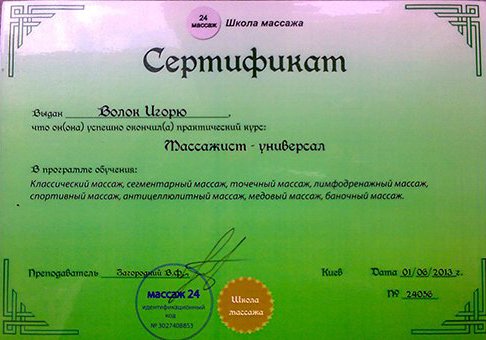 24
массаж
Школа массажа
Сертификат
Выдан Волок Игорю,
что он(она) успешно окончил(а) практический курс:
Массажист - универсал
В программе обучения:
Классический массаж, сегментарный массаж, точечный массаж, лимфодренажный массаж,
спортивный массаж, антицеллюлитный массаж, медовый массаж, баночный массаж.
Преподаватель Загородний В.Ф./ Киев Дата 01/06/2013 г.
массаж 24
идентификационный
код
№ 3027408853
Школа
массажа
№ 24036